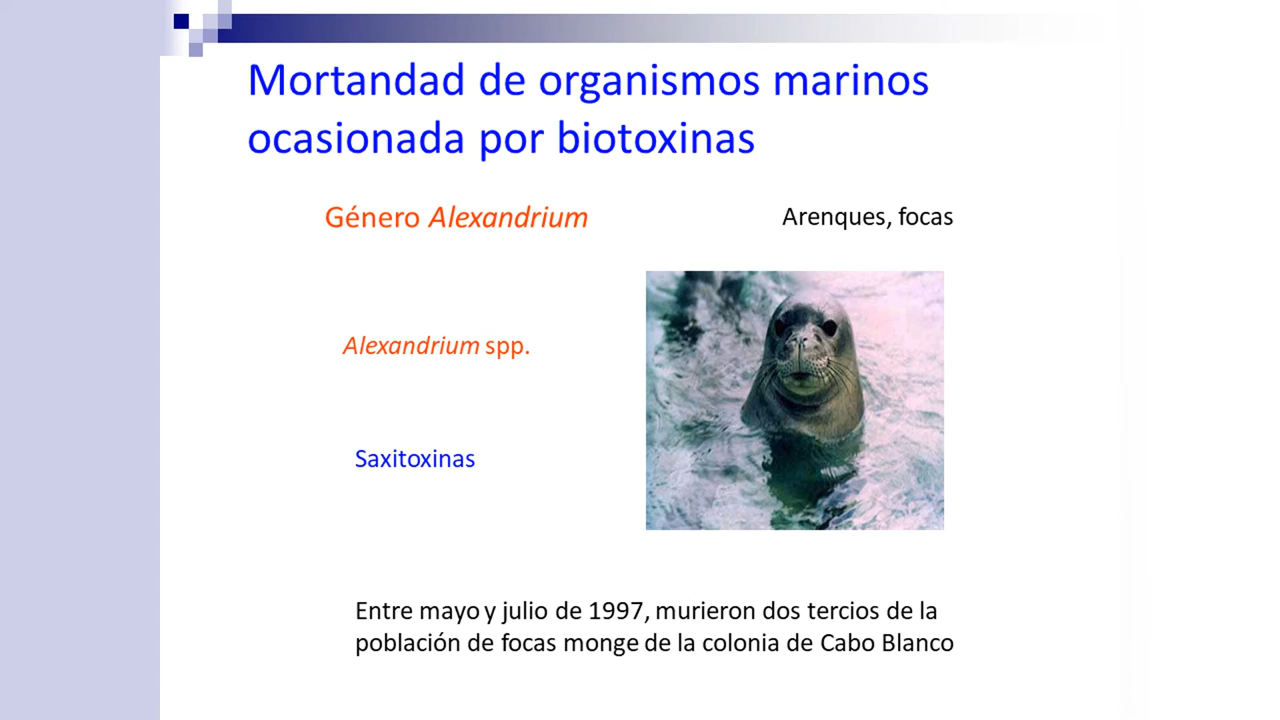 Mortandad de organismos marinos
ocasionada por biotoxinas
Género Alexandrium
Arenques, focas
Alexandrium spp.
Saxitoxinas
Entre mayo y julio de 1997, murieron dos tercios de la
población de focas monge de la colonia de Cabo Blanco